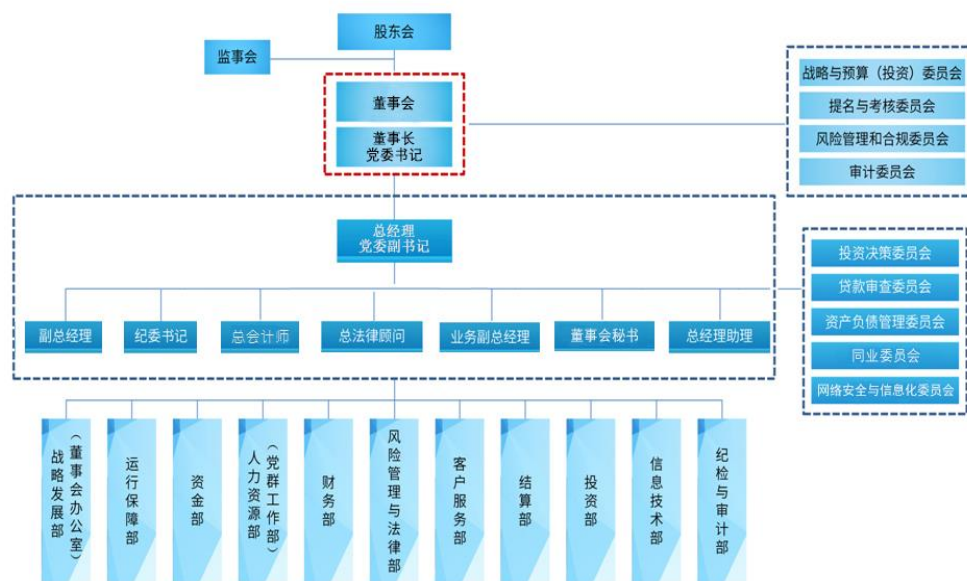 股东会
监事会
董事会
董事长
党委书记
战略与预算（投资）委员会
提名与考核委员会
风险管理和合规委员会
审计委员会
总经理
党委副书记
投资决策委员会
贷款审查委员会
资产负债管理委员会
同业委员会
网络安全与信息化委员会
副总经理
纪委书记
总会计师
总法律顾问
业务副总经理
董事会秘书
总经理助理
战略发展部
（董事会办公室）
运行保障部
资金部
人力资源部
（党群工作部）
财务部
风险管理与法律部
客户服务部
结算部
投资部
信息技术部
纪检与审计部